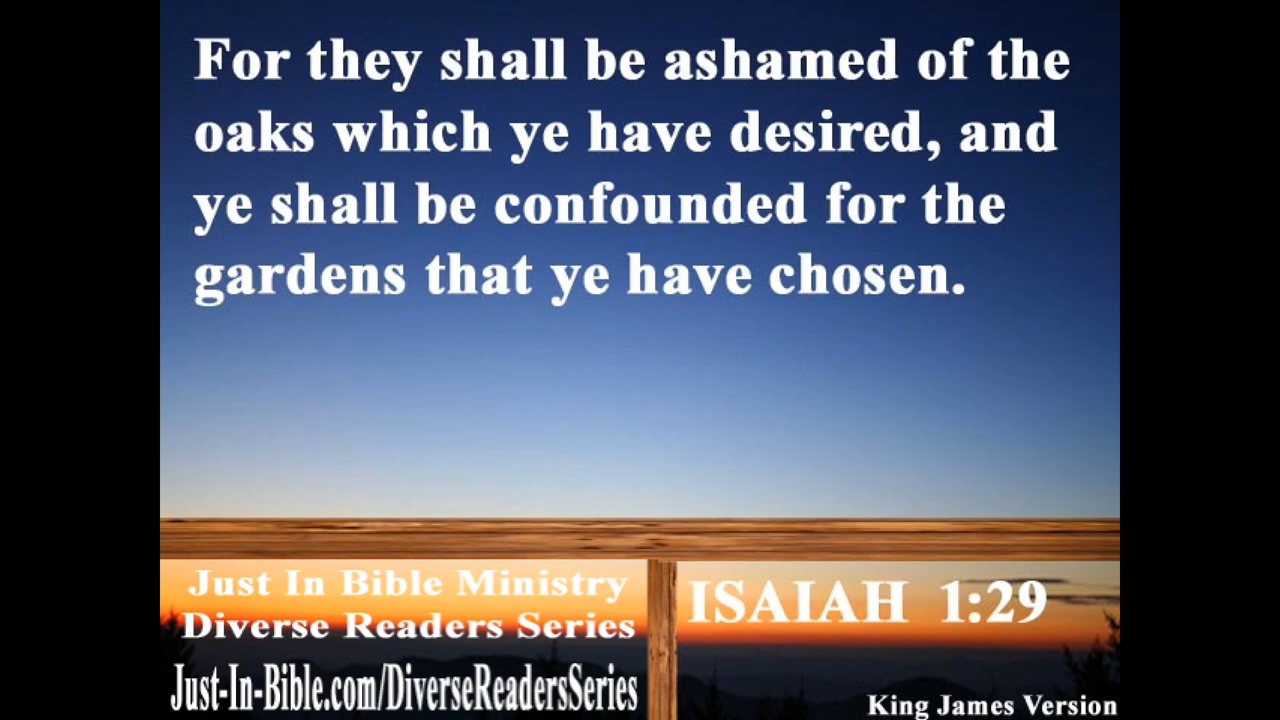 For they shall be ashamed of the
oaks which ye have desired, and
ye shall be confounded for the
gardens that ye have chosen.
Just In Bible Ministry
Diverse Readers Series
Just-In-Bible.com/DiverseReadersSeries
ISAIAH 1:29
King James Version